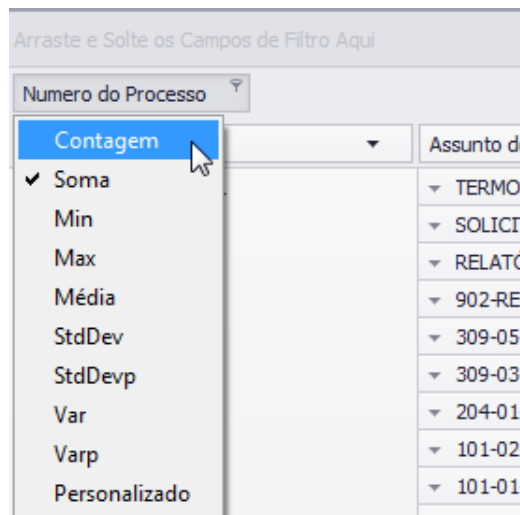 Arraste e Solte os Campos de Filtro Aqui
Numero do Processo
Contagem
Assunto d
Soma
TERMO
Min
SOLICI
Max
RELATÓ
Média
902-RE
StdDev
309-05
StdDevp
309-03
Var
204-01
Varp
101-02
Personalizado
101-01